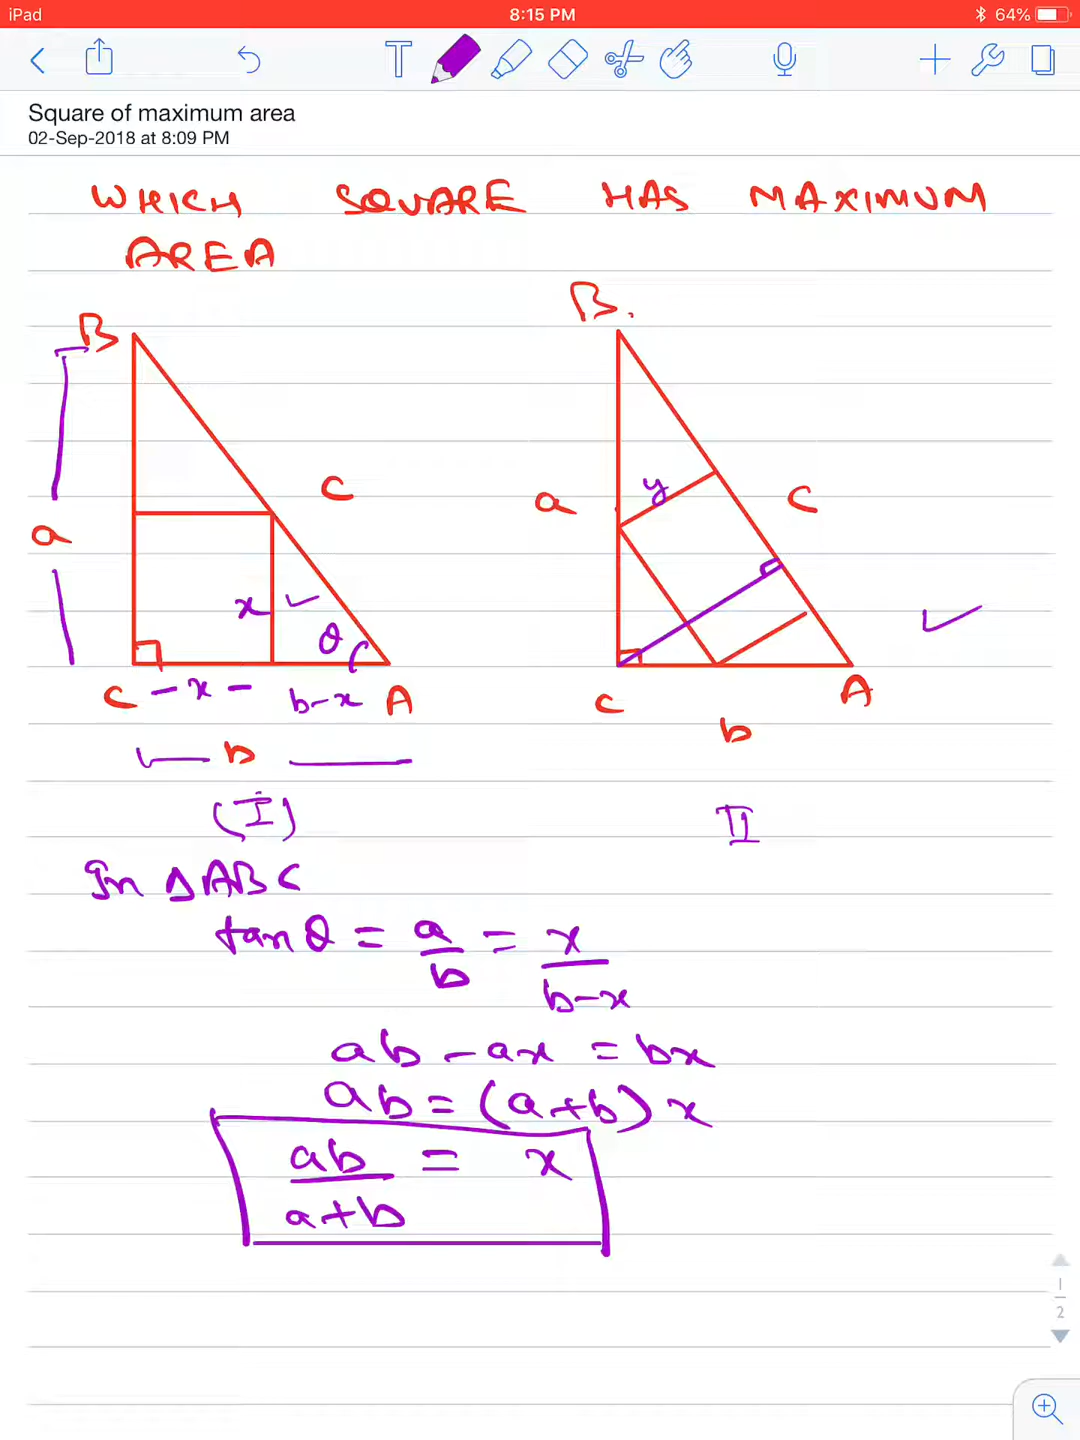 iPad
8:15 PM
64%
T
Square of maximum area
02-Sep-2018 at 8:09 PM
WHICH SQUARE HAS MAXIMUM
AREA
B
B.
a
C
x
θ
C
-x-
b-x
A
b
(I)
a
y
C
C
b
A
II
In ΔABC
tanθ = a/b = x/b-x
ab - ax = bx
ab = (a+b)x
ab/a+b = x
1
2